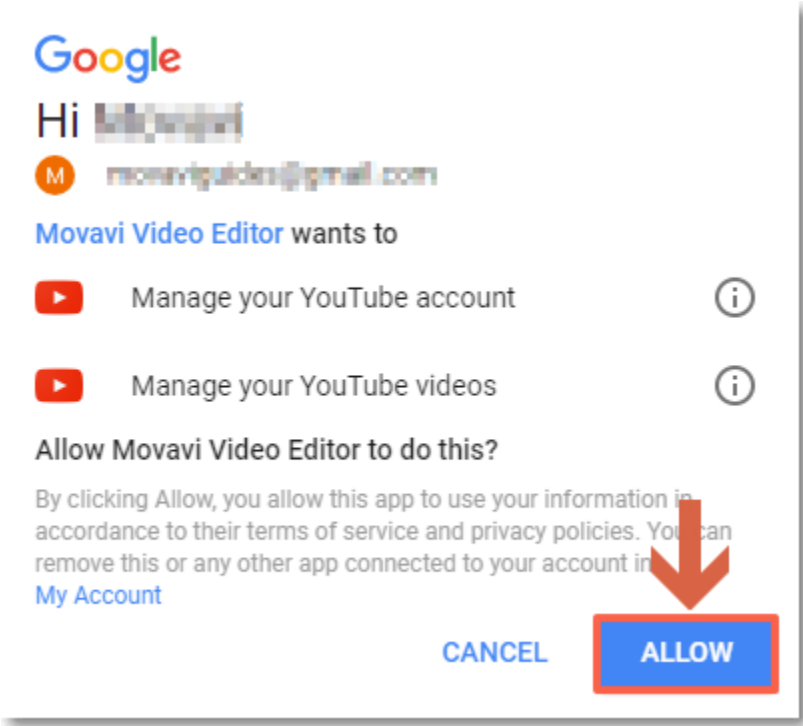 Google
Hi
M
Movavi Video Editor wants to
Manage your YouTube account
i
Manage your YouTube videos
i
Allow Movavi Video Editor to do this?
By clicking Allow, you allow this app to use your information in
accordance to their terms of service and privacy policies. You can
remove this or any other app connected to your account in
My Account
CANCEL
ALLOW